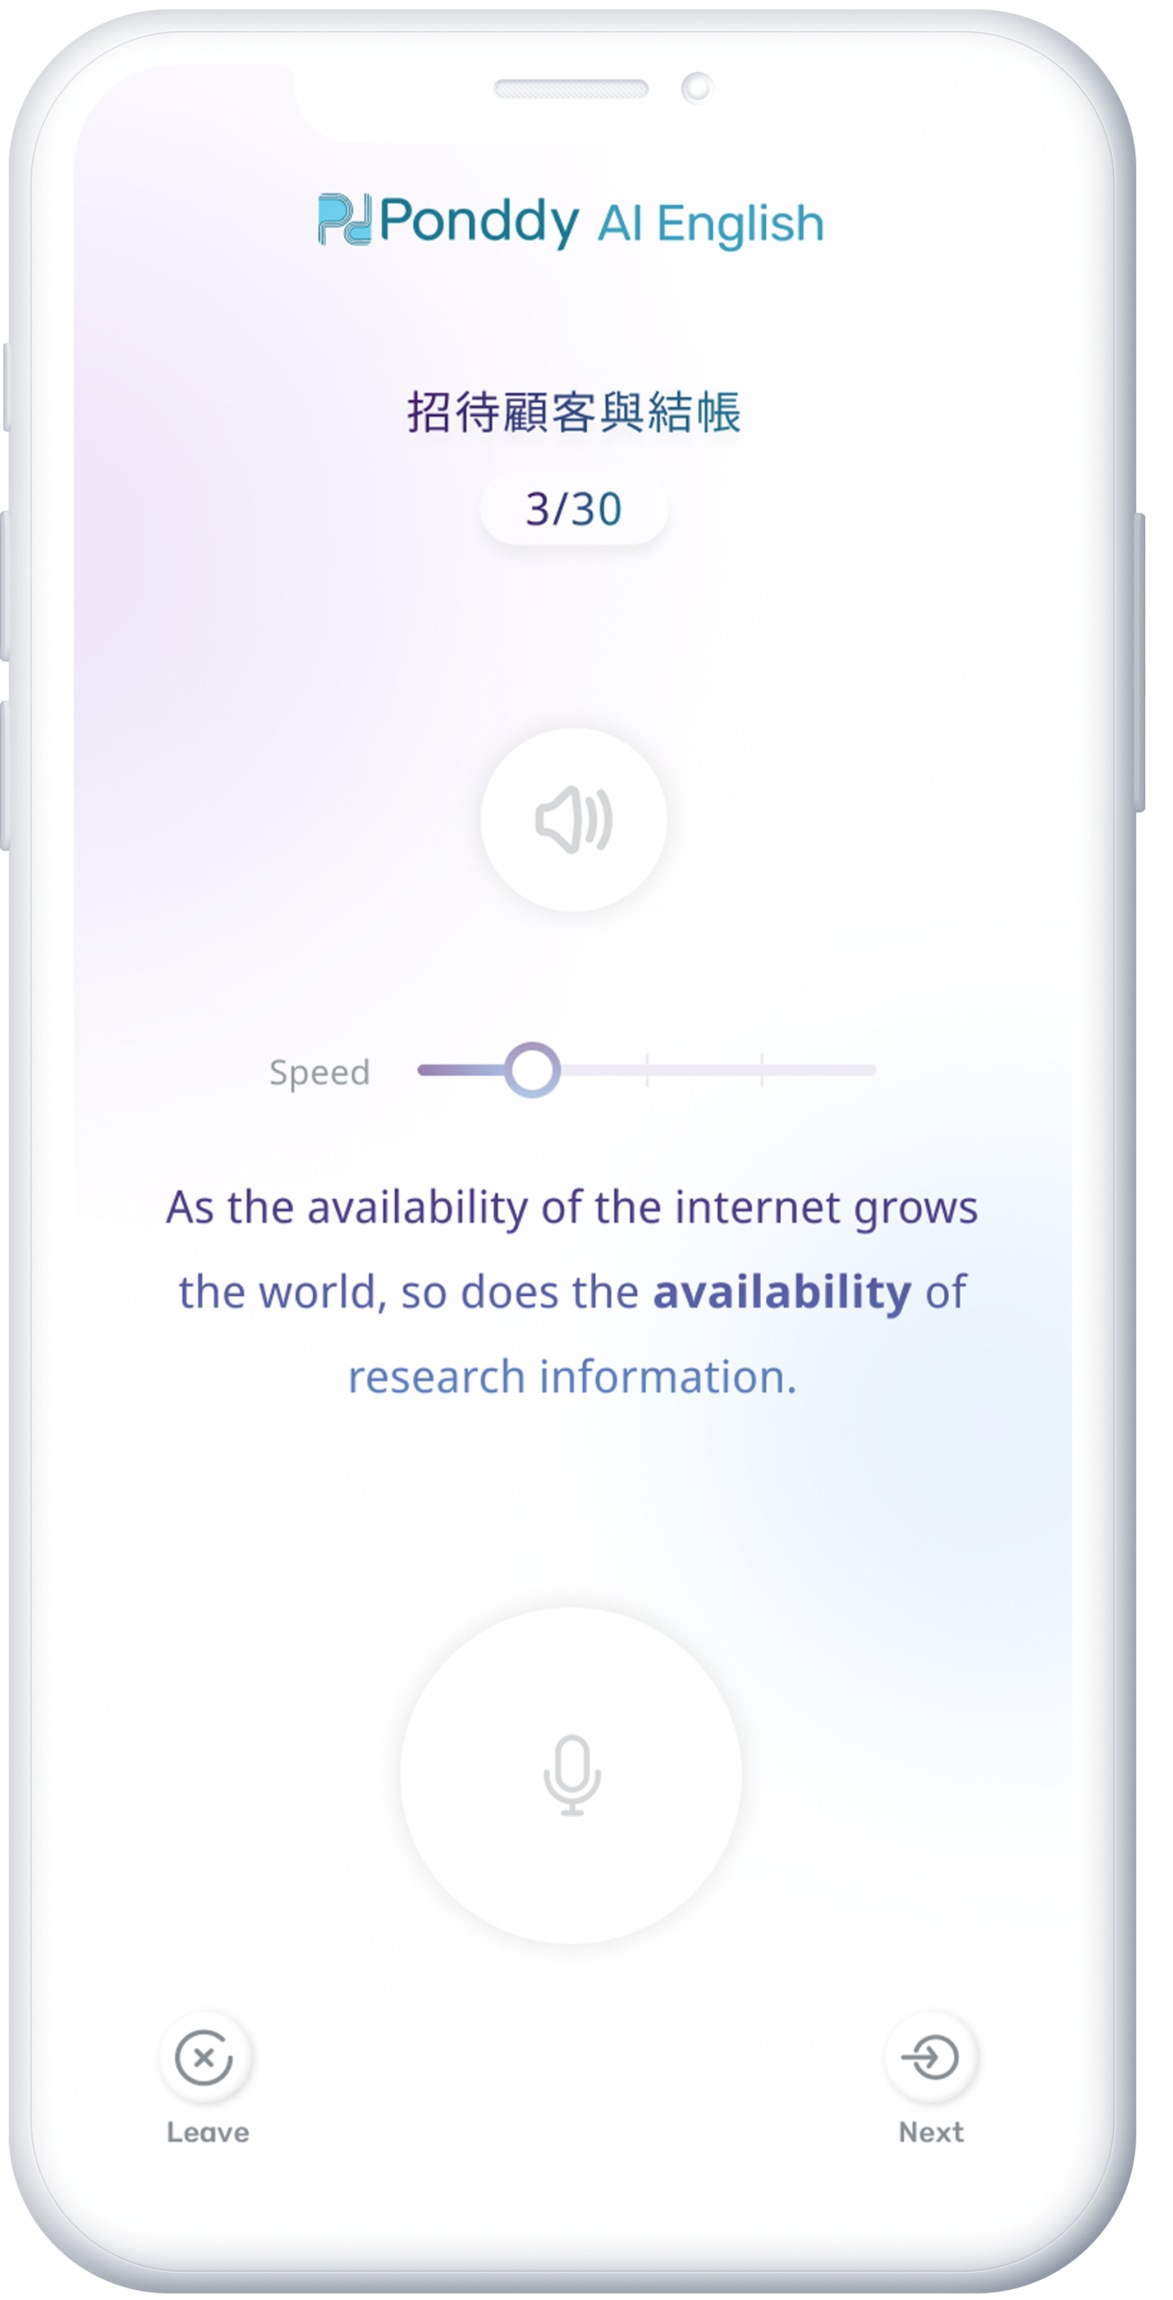 Ponddy AI English
招待顧客與結帳
3/30
Speed
As the availability of the internet grows
the world, so does the availability of
research information.
Leave
Next